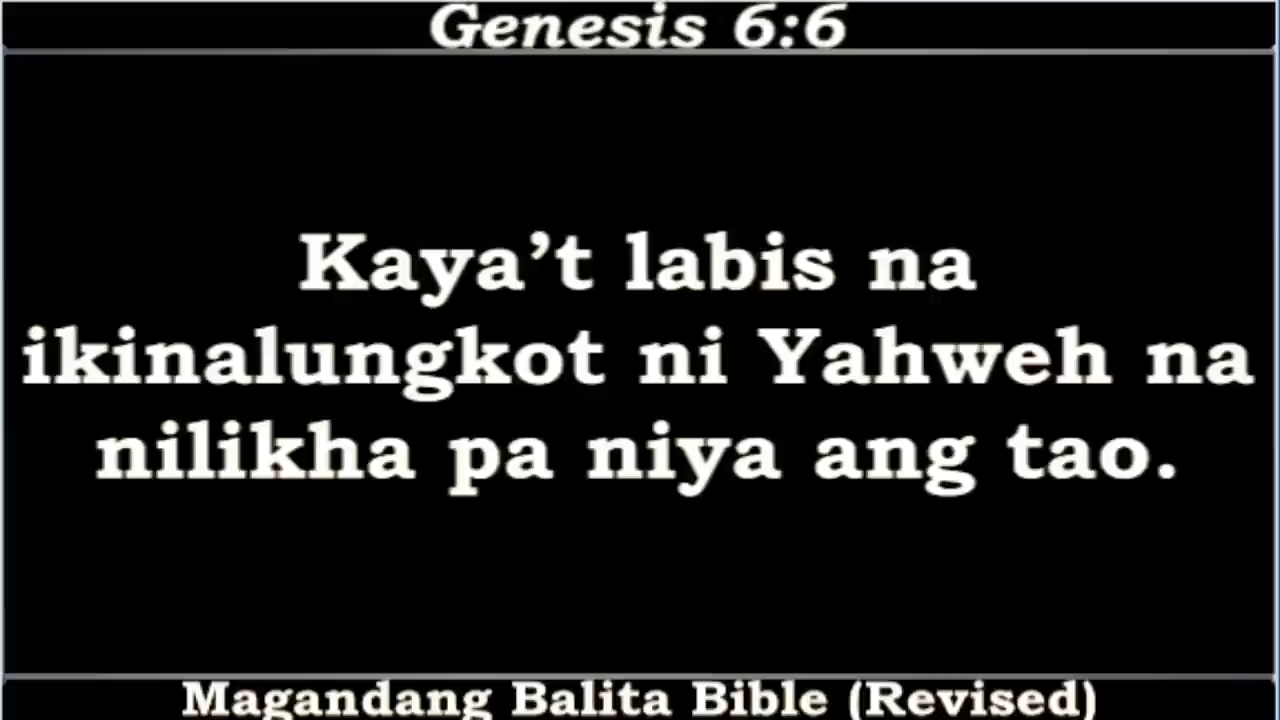 Genesis 6:6
Kaya’t labis na
ikinalungkot ni Yahweh na
nilikha pa niya ang tao.
Magandang Balita Bible (Revised)